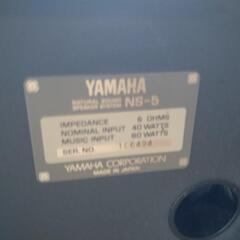 YAMAHA
NATURAL SOUND
SPEAKER SYSTEM NS-5
IMPEDANCE 6 OHMS
NOMINAL INPUT 40 WATTS
MUSIC INPUT 80 WATTS
SER NO. 1C6494
YAMAHA CORPORATION
MADE IN JAPAN